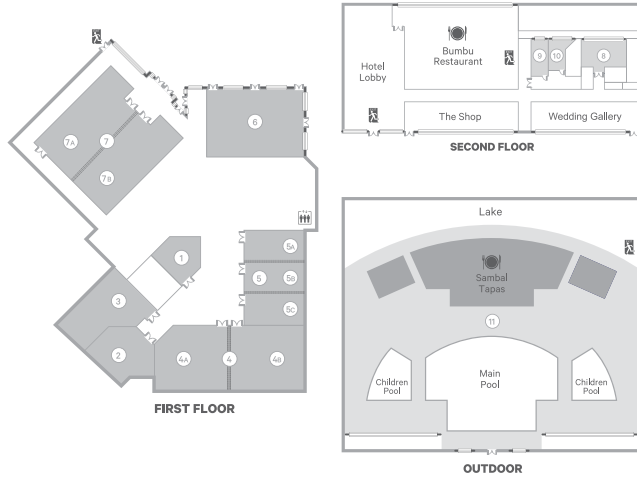 7A
7
7B
6
1
5A
5
5B
5C
3
2
4A
4
4B
FIRST FLOOR
Hotel
Lobby
Bumbu
Restaurant
9
10
8
The Shop
Wedding Gallery
SECOND FLOOR
Lake
Sambal
Tapas
11
Main
Pool
Children
Pool
Children
Pool
OUTDOOR